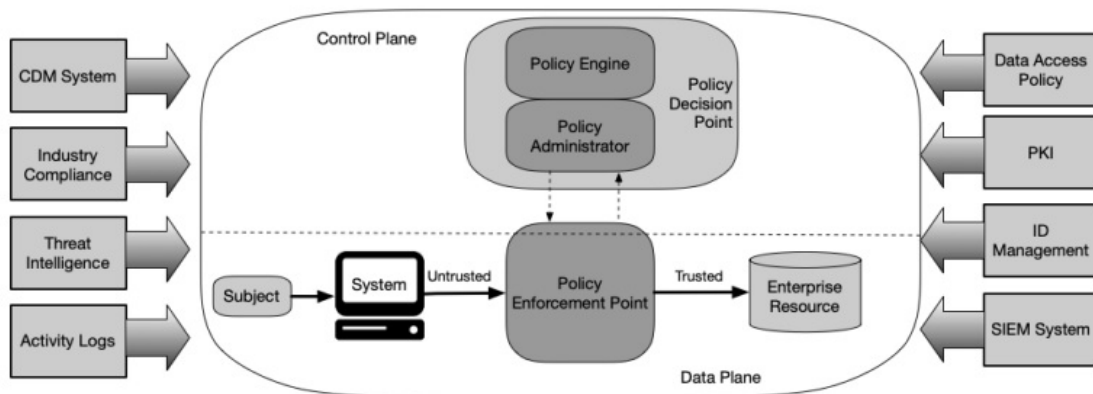 Control Plane
CDM System
Industry
Compliance
Threat
Intelligence
Activity Logs
Policy Engine
Policy
Administrator
Policy
Decision
Point
Subject
System
Untrusted
Policy
Enforcement Point
Trusted
Enterprise
Resource
Data Plane
Data Access
Policy
PKI
ID
Management
SIEM System